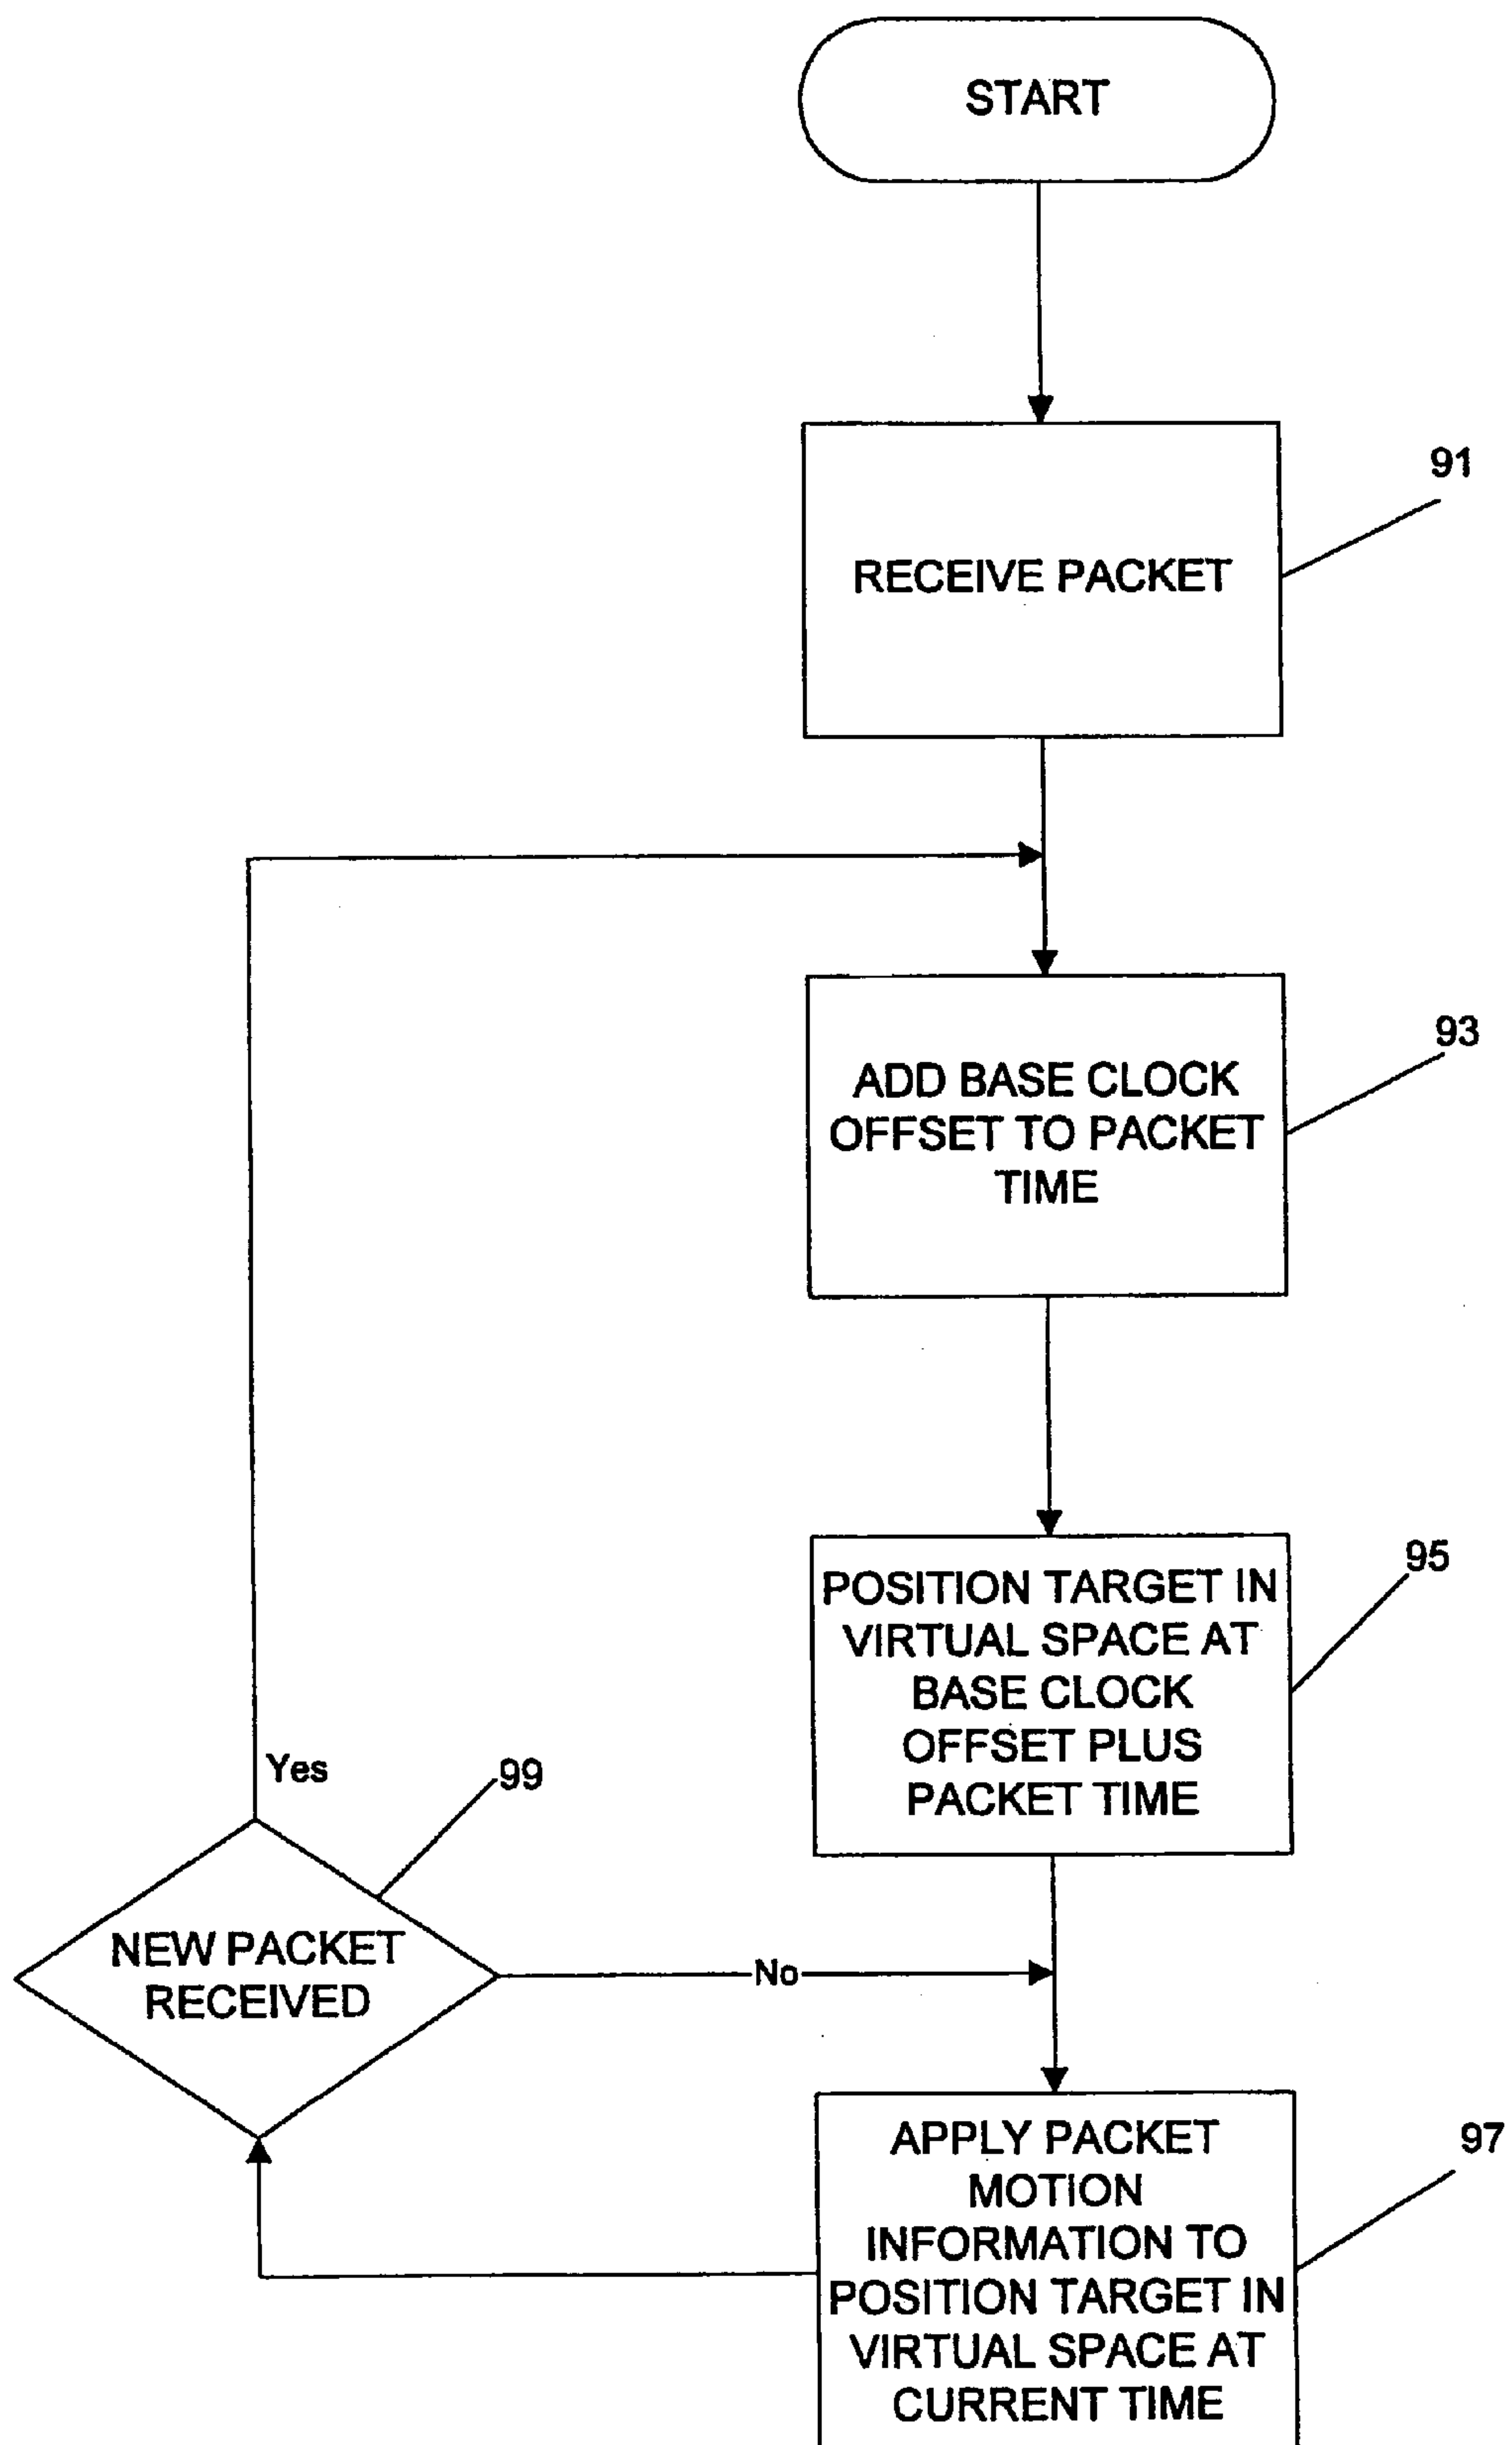 START
91
RECEIVE PACKET
93
ADD BASE CLOCK
OFFSET TO PACKET
TIME
95
POSITION TARGET IN
VIRTUAL SPACE AT
BASE CLOCK
OFFSET PLUS
PACKET TIME
Yes
99
NEW PACKET
RECEIVED
No
97
APPLY PACKET
MOTION
INFORMATION TO
POSITION TARGET IN
VIRTUAL SPACE AT
CURRENT TIME